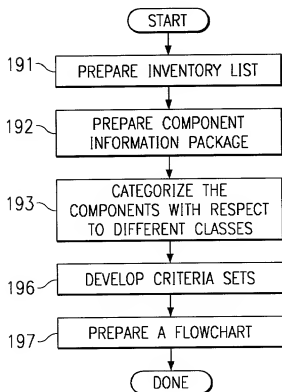 START
191
PREPARE INVENTORY LIST
192
PREPARE COMPONENT
INFORMATION PACKAGE
193
CATEGORIZE THE
COMPONENTS WITH RESPECT
TO DIFFERENT CLASSES
196
DEVELOP CRITERIA SETS
197
PREPARE A FLOWCHART
DONE